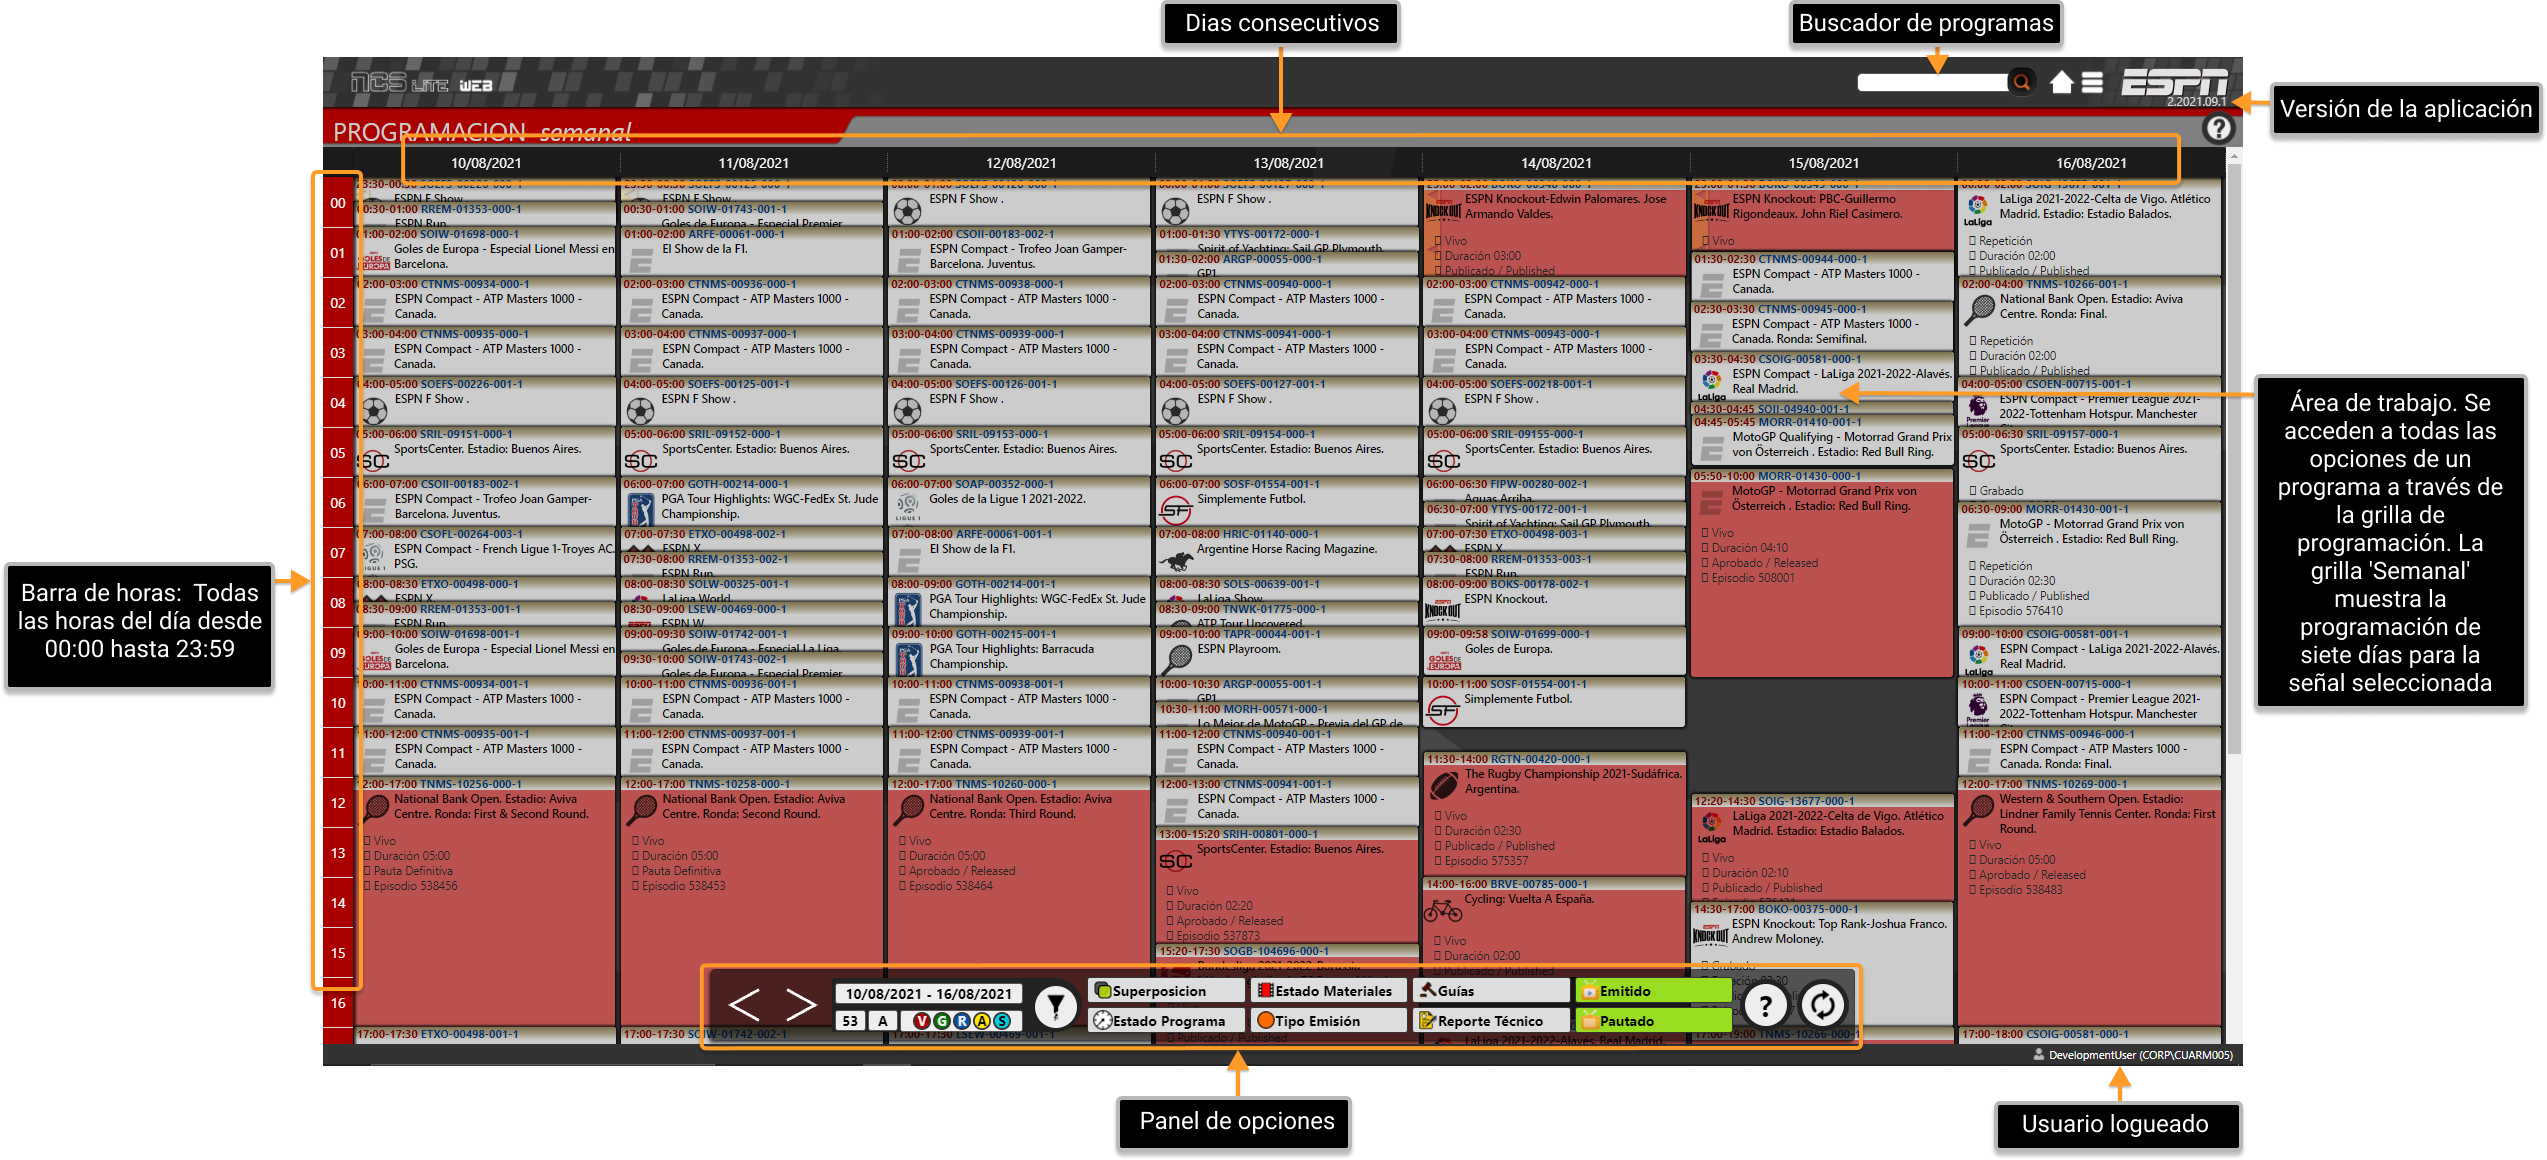 Dias consecutivos
Buscador de programas
NCS LITE WEB
ESPN
2.2021.09.1
Versión de la aplicación
PROGRAMACION semanal
10/08/2021
11/08/2021
12/08/2021
13/08/2021
14/08/2021
15/08/2021
16/08/2021
Barra de horas: Todas
las horas del día desde
00:00 hasta 23:59
00
01
02
03
04
05
06
07
08
09
10
11
12
13
14
15
16
ESPN F Show .
00:30-01:00 RREM-01353-000-1
ESPN Run.
01:00-02:00 SOIW-01698-000-1
Goles de Europa - Especial Lionel Messi en
Barcelona.
02:00-03:00 CTNMS-00934-000-1
ESPN Compact - ATP Masters 1000 -
Canada.
03:00-04:00 CTNMS-00935-000-1
ESPN Compact - ATP Masters 1000 -
Canada.
04:00-05:00 SOEFS-00226-001-1
ESPN F Show .
05:00-06:00 SRIL-09151-000-1
SportsCenter. Estadio: Buenos Aires.
06:00-07:00 CSOII-00183-002-1
ESPN Compact - Trofeo Joan Gamper-
Barcelona. Juventus.
07:00-08:00 CSOFL-00264-003-1
ESPN Compact - French Ligue 1-Troyes AC.
PSG.
08:00-08:30 ETXO-00498-000-1
ESPN X.
08:30-09:00 RREM-01353-001-1
ESPN Run.
09:00-10:00 SOIW-01698-001-1
Goles de Europa - Especial Lionel Messi en
Barcelona.
10:00-11:00 CTNMS-00934-001-1
ESPN Compact - ATP Masters 1000 -
Canada.
11:00-12:00 CTNMS-00935-001-1
ESPN Compact - ATP Masters 1000 -
Canada.
12:00-17:00 TNMS-10256-000-1
National Bank Open. Estadio: Aviva
Centre. Ronda: First & Second Round.
Vivo
Duración 05:00
Pauta Definitiva
Episodio 538456
17:00-17:30 ETXO-00498-001-1
ESPN F Show .
00:30-01:00 SOIW-01743-001-1
Goles de Europa - Especial Premier
01:00-02:00 ARFE-00061-000-1
El Show de la F1.
02:00-03:00 CTNMS-00936-000-1
ESPN Compact - ATP Masters 1000 -
Canada.
03:00-04:00 CTNMS-00937-000-1
ESPN Compact - ATP Masters 1000 -
Canada.
04:00-05:00 SOEFS-00125-001-1
ESPN F Show .
05:00-06:00 SRIL-09152-000-1
SportsCenter. Estadio: Buenos Aires.
06:00-07:00 GOTH-00214-000-1
PGA Tour Highlights: WGC-FedEx St. Jude
Championship.
07:00-07:30 ETXO-00498-002-1
ESPN X.
07:30-08:00 RREM-01353-002-1
ESPN Run.
08:00-08:30 SOLW-00325-001-1
LaLiga World.
08:30-09:00 LSEW-00469-000-1
ESPN W.
09:00-09:30 SOIW-01742-001-1
Goles de Europa - Especial La Liga.
09:30-10:00 SOIW-01743-002-1
Goles de Europa - Especial Premier
10:00-11:00 CTNMS-00936-001-1
ESPN Compact - ATP Masters 1000 -
Canada.
11:00-12:00 CTNMS-00937-001-1
ESPN Compact - ATP Masters 1000 -
Canada.
12:00-17:00 TNMS-10258-000-1
National Bank Open. Estadio: Aviva
Centre. Ronda: Second Round.
Vivo
Duración 05:00
Pauta Definitiva
Episodio 538453
17:00-17:30 SOIW-01742-002-1
ESPN F Show .
01:00-02:00 CSOII-00183-002-1
ESPN Compact - Trofeo Joan Gamper-
Barcelona. Juventus.
02:00-03:00 CTNMS-00938-000-1
ESPN Compact - ATP Masters 1000 -
Canada.
03:00-04:00 CTNMS-00939-000-1
ESPN Compact - ATP Masters 1000 -
Canada.
04:00-05:00 SOEFS-00126-001-1
ESPN F Show .
05:00-06:00 SRIL-09153-000-1
SportsCenter. Estadio: Buenos Aires.
06:00-07:00 SOAP-00352-000-1
Goles de la Ligue 1 2021-2022.
07:00-08:00 ARFE-00061-001-1
El Show de la F1.
08:00-09:00 GOTH-00214-001-1
PGA Tour Highlights: WGC-FedEx St. Jude
Championship.
09:00-10:00 GOTH-00215-001-1
PGA Tour Highlights: Barracuda
Championship.
10:00-11:00 CTNMS-00938-001-1
ESPN Compact - ATP Masters 1000 -
Canada.
11:00-12:00 CTNMS-00939-001-1
ESPN Compact - ATP Masters 1000 -
Canada.
12:00-17:00 TNMS-10260-000-1
National Bank Open. Estadio: Aviva
Centre. Ronda: Third Round.
Vivo
Duración 05:00
Aprobado / Released
Episodio 538464
17:00-17:30 LSEW-00469-001-1
ESPN F Show .
01:00-01:30 YTYS-00172-000-1
Spirit of Yachting: Sail GP Plymouth.
01:30-02:00 ARGP-00055-000-1
GP1.
02:00-03:00 CTNMS-00940-000-1
ESPN Compact - ATP Masters 1000 -
Canada.
03:00-04:00 CTNMS-00941-000-1
ESPN Compact - ATP Masters 1000 -
Canada.
04:00-05:00 SOEFS-00127-001-1
ESPN F Show .
05:00-06:00 SRIL-09154-000-1
SportsCenter. Estadio: Buenos Aires.
06:00-07:00 SOSF-01554-001-1
Simplemente Futbol.
07:00-08:00 HRIC-01140-000-1
Argentine Horse Racing Magazine.
08:00-08:30 SOLS-00639-001-1
LaLiga Show.
08:30-09:00 TNWK-01775-000-1
ATP Tour Uncovered.
09:00-10:00 TAPR-00044-001-1
ESPN Playroom.
10:00-10:30 ARGP-00055-001-1
GP1.
10:30-11:00 MORH-00571-000-1
Lo Mejor de MotoGP - Previa del GP de
11:00-12:00 CTNMS-00940-001-1
ESPN Compact - ATP Masters 1000 -
Canada.
12:00-13:00 CTNMS-00941-001-1
ESPN Compact - ATP Masters 1000 -
Canada.
13:00-15:20 SRIH-00801-000-1
SportsCenter. Estadio: Buenos Aires.
Vivo
Duración 02:20
Aprobado / Released
Episodio 537873
15:20-17:30 SOGB-104696-000-1
ESPN Knockout-Edwin Palomares. Jose
Armando Valdes.
Vivo
Duración 03:00
Publicado / Published
02:00-03:00 CTNMS-00942-000-1
ESPN Compact - ATP Masters 1000 -
Canada.
03:00-04:00 CTNMS-00943-000-1
ESPN Compact - ATP Masters 1000 -
Canada.
04:00-05:00 SOEFS-00218-001-1
ESPN F Show .
05:00-06:00 SRIL-09155-000-1
SportsCenter. Estadio: Buenos Aires.
06:00-06:30 FIPW-00280-002-1
Aguas Arriba.
06:30-07:00 YTYS-00172-001-1
Spirit of Yachting: Sail GP Plymouth.
07:00-07:30 ETXO-00498-003-1
ESPN X.
07:30-08:00 RREM-01353-003-1
ESPN Run.
08:00-09:00 BOKS-00178-002-1
ESPN Knockout.
09:00-09:58 SOIW-01699-000-1
Goles de Europa.
10:00-11:00 SOSF-01554-001-1
Simplemente Futbol.
11:30-14:00 RGTN-00420-000-1
The Rugby Championship 2021-Sudáfrica.
Argentina.
Vivo
Duración 02:30
Publicado / Published
Episodio 575357
14:00-16:00 BRVE-00785-000-1
Cycling: Vuelta A España.
Vivo
Duración 02:00
ESPN Knockout: PBC-Guillermo
Rigondeaux. John Riel Casimero.
Vivo
01:30-02:30 CTNMS-00944-000-1
ESPN Compact - ATP Masters 1000 -
Canada.
02:30-03:30 CTNMS-00945-000-1
ESPN Compact - ATP Masters 1000 -
Canada. Ronda: Semifinal.
03:30-04:30 CSOIG-00581-000-1
ESPN Compact - LaLiga 2021-2022-Alavés.
Real Madrid.
04:30-04:45 SOII-04940-001-1
04:45-05:45 MORR-01410-001-1
MotoGP Qualifying - Motorrad Grand Prix
von Österreich . Estadio: Red Bull Ring.
05:50-10:00 MORR-01430-000-1
MotoGP - Motorrad Grand Prix von
Österreich . Estadio: Red Bull Ring.
Vivo
Duración 04:10
Aprobado / Released
Episodio 508001
12:20-14:30 SOIG-13677-000-1
LaLiga 2021-2022-Celta de Vigo. Atlético
Madrid. Estadio: Estadio Balados.
Vivo
Duración 02:10
Publicado / Published
14:30-17:00 BOKO-00375-000-1
ESPN Knockout: Top Rank-Joshua Franco.
Andrew Moloney.
17:00-19:00 TNMS-10266-001-1
LaLiga 2021-2022-Celta de Vigo. Atlético
Madrid. Estadio: Estadio Balados.
Repetición
Duración 02:00
Publicado / Published
02:00-04:00 TNMS-10266-001-1
National Bank Open. Estadio: Aviva
Centre. Ronda: Final.
Repetición
Duración 02:00
Publicado / Published
04:00-05:00 CSOEN-00715-001-1
ESPN Compact - Premier League 2021-
2022-Tottenham Hotspur. Manchester
05:00-06:30 SRIL-09157-000-1
SportsCenter. Estadio: Buenos Aires.
Grabado
06:30-09:00 MORR-01430-001-1
MotoGP - Motorrad Grand Prix von
Österreich . Estadio: Red Bull Ring.
Repetición
Duración 02:30
Publicado / Published
Episodio 576410
09:00-10:00 CSOIG-00581-001-1
ESPN Compact - LaLiga 2021-2022-Alavés.
Real Madrid.
10:00-11:00 CSOEN-00715-000-1
ESPN Compact - Premier League 2021-
2022-Tottenham Hotspur. Manchester
11:00-12:00 CTNMS-00946-000-1
ESPN Compact - ATP Masters 1000 -
Canada. Ronda: Final.
12:00-17:00 TNMS-10269-000-1
Western & Southern Open. Estadio:
Lindner Family Tennis Center. Ronda: First
Round.
Vivo
Duración 05:00
Aprobado / Released
Episodio 538483
17:00-18:00 CSOIG-00581-000-1
Área de trabajo. Se
acceden a todas las
opciones de un
programa a través de
la grilla de
programación. La
grilla 'Semanal'
muestra la
programación de
siete días para la
señal seleccionada
10/08/2021 - 16/08/2021
53 A V G R A S
Superposicion
Estado Materiales
Guías
Emitido
Estado Programa
Tipo Emisión
Reporte Técnico
Pautado
DevelopmentUser (CORP\CUARM005)
Panel de opciones
Usuario logueado